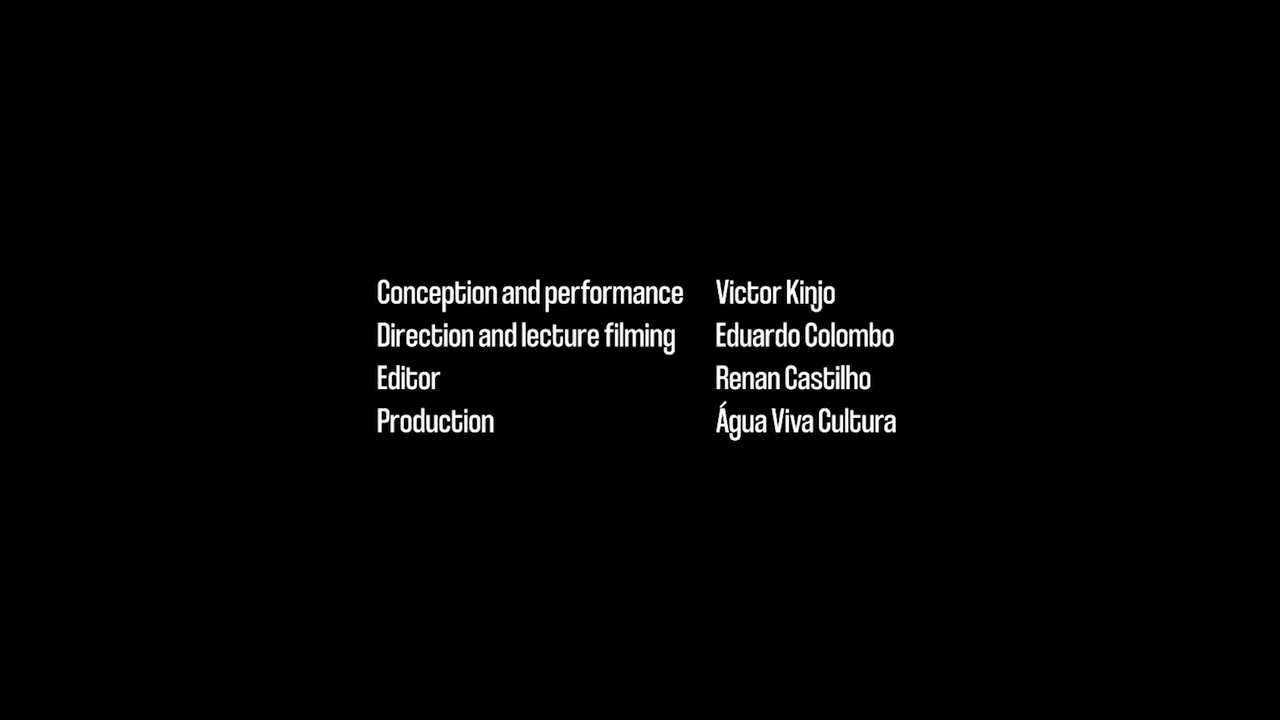 Conception and performance Victor Kinjo
Direction and lecture filming Eduardo Colombo
Editor Renan Castilho
Production Água Viva Cultura